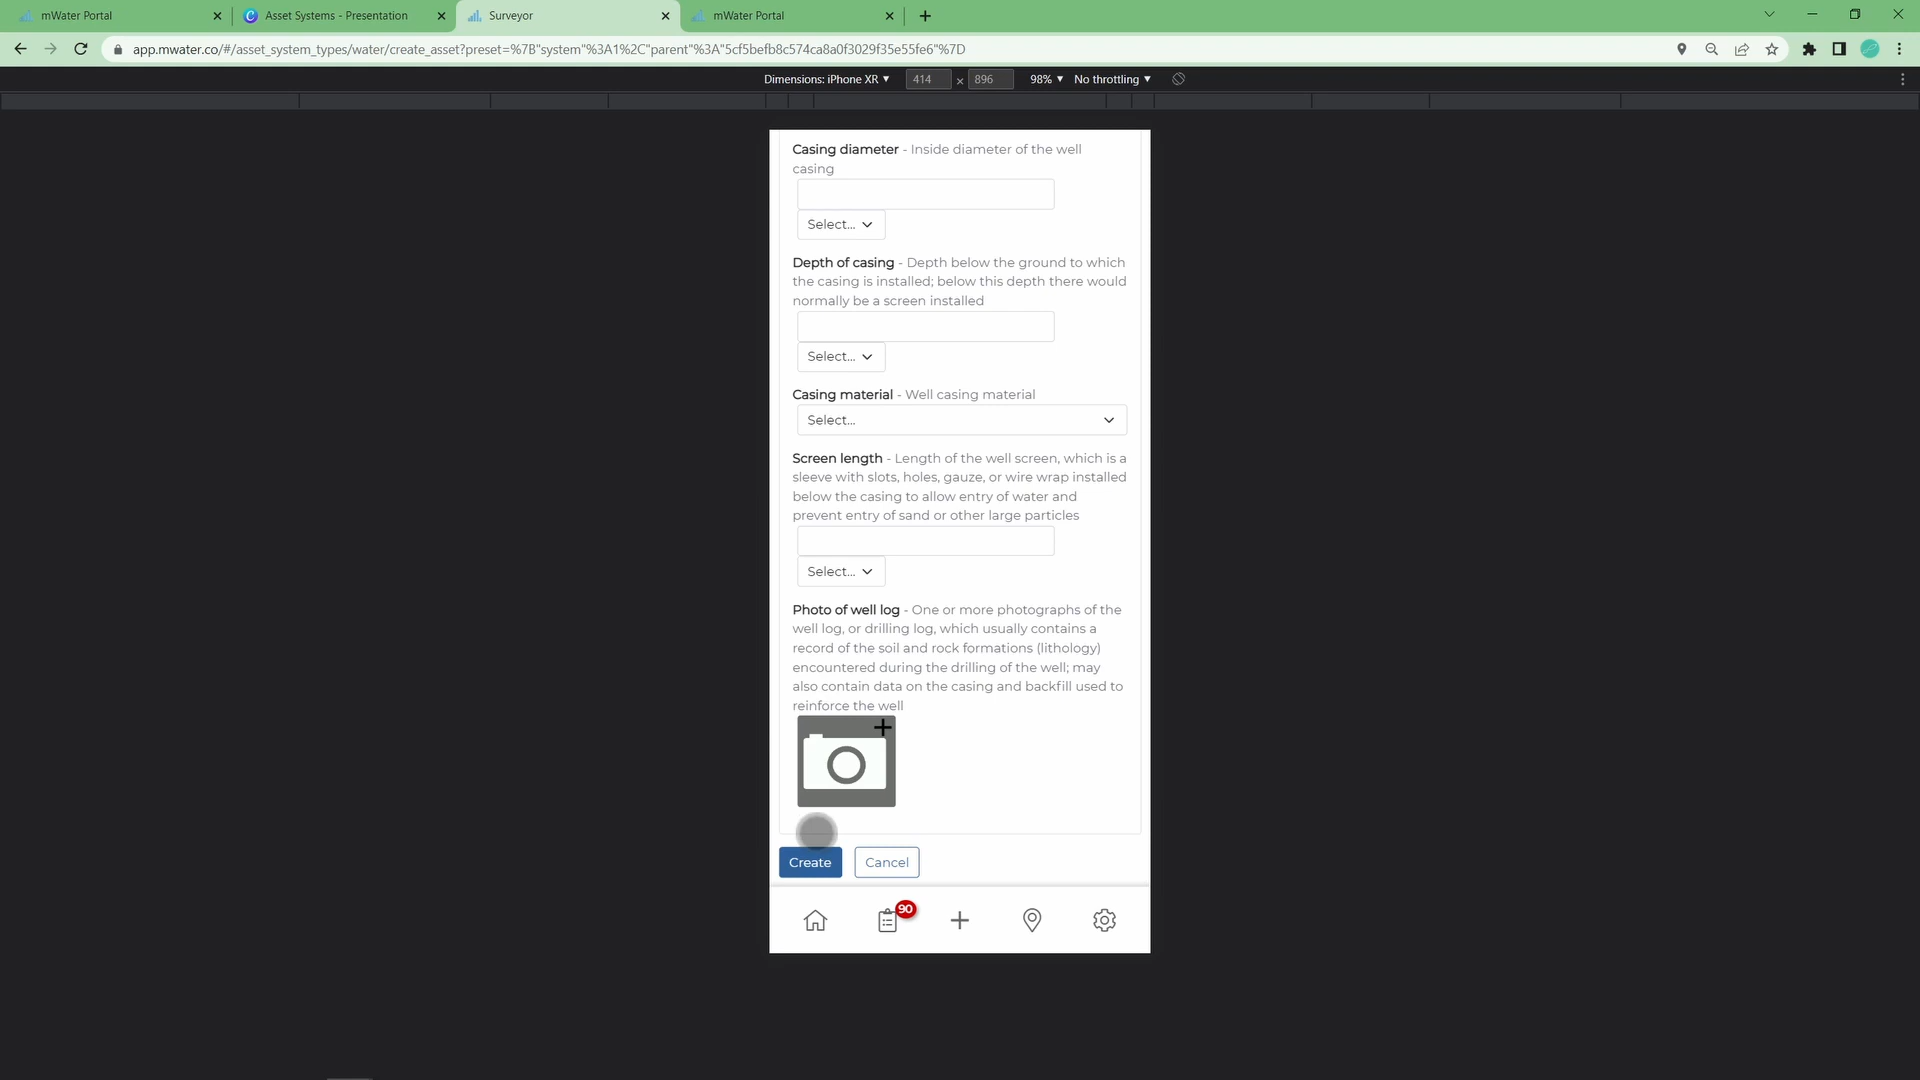 mWater Portal
Asset Systems - Presentation
Surveyor
mWater Portal
app.mwater.co/#/asset_system_types/water/create_asset?preset=%7B"system"%3A1%2C"parent"%3A"5cf5befb8c574ca8a0f3029f35e55fe6"%7D
Dimensions: iPhone XR
414
×
896
98%
No throttling
Casing diameter - Inside diameter of the well
casing
Select...
Depth of casing - Depth below the ground to which
the casing is installed; below this depth there would
normally be a screen installed
Select...
Casing material - Well casing material
Select...
Screen length - Length of the well screen, which is a
sleeve with slots, holes, gauze, or wire wrap installed
below the casing to allow entry of water and
prevent entry of sand or other large particles
Select...
Photo of well log - One or more photographs of the
well log, or drilling log, which usually contains a
record of the soil and rock formations (lithology)
encountered during the drilling of the well; may
also contain data on the casing and backfill used to
reinforce the well
Create
Cancel
90